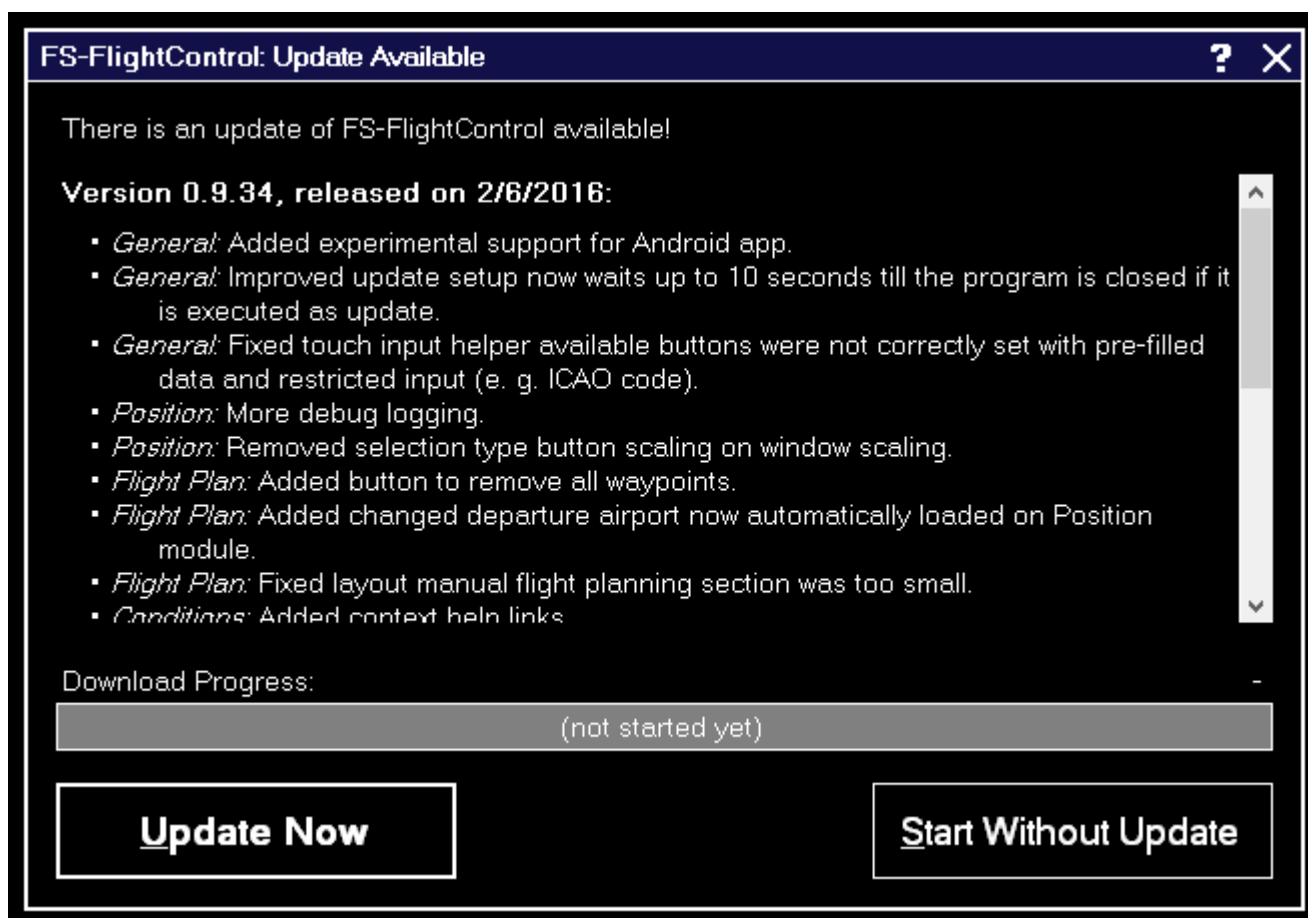 FS-FlightControl: Update Available ? X
There is an update of FS-FlightControl available!
Version 0.9.34, released on 2/6/2016:
▪ General: Added experimental support for Android app.
▪ General: Improved update setup now waits up to 10 seconds till the program is closed if it
is executed as update.
▪ General: Fixed touch input helper available buttons were not correctly set with pre-filled
data and restricted input (e. g. ICAO code).
▪ Position: More debug logging.
▪ Position: Removed selection type button scaling on window scaling.
▪ Flight Plan: Added button to remove all waypoints.
▪ Flight Plan: Added changed departure airport now automatically loaded on Position
module.
▪ Flight Plan: Fixed layout manual flight planning section was too small.
▪ Conditions: Added context help links
Download Progress: -
(not started yet)
Update Now
Start Without Update